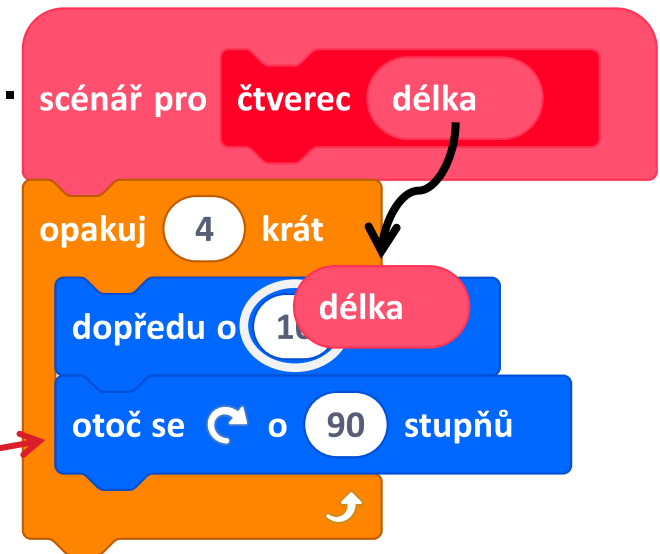 scénář pro čtverec délka
opakuj 4 krát
délka
dopředu o
otoč se o 90 stupňů